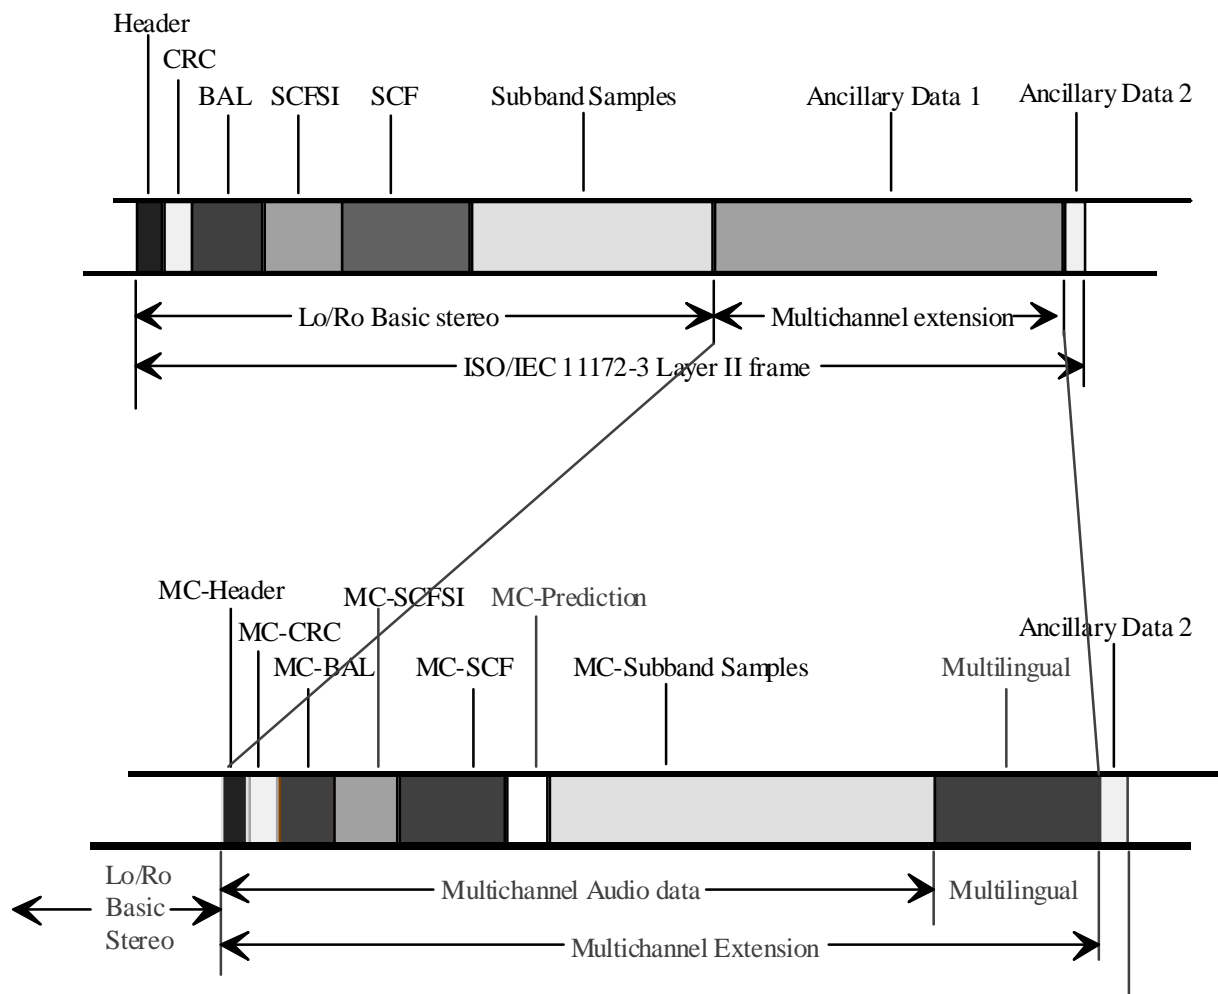 Header
CRC
BAL SCFSI SCF Subband Samples Ancillary Data 1 Ancillary Data 2
Lo/Ro Basic stereo Multichannel extension
ISO/IEC 11172-3 Layer II frame
MC-Header MC-SCFSI MC-Prediction
MC-CRC Ancillary Data 2
MC-BAL MC-SCF MC-Subband Samples Multilingual
Lo/Ro
Basic
Stereo
Multichannel Audio data Multilingual
Multichannel Extension